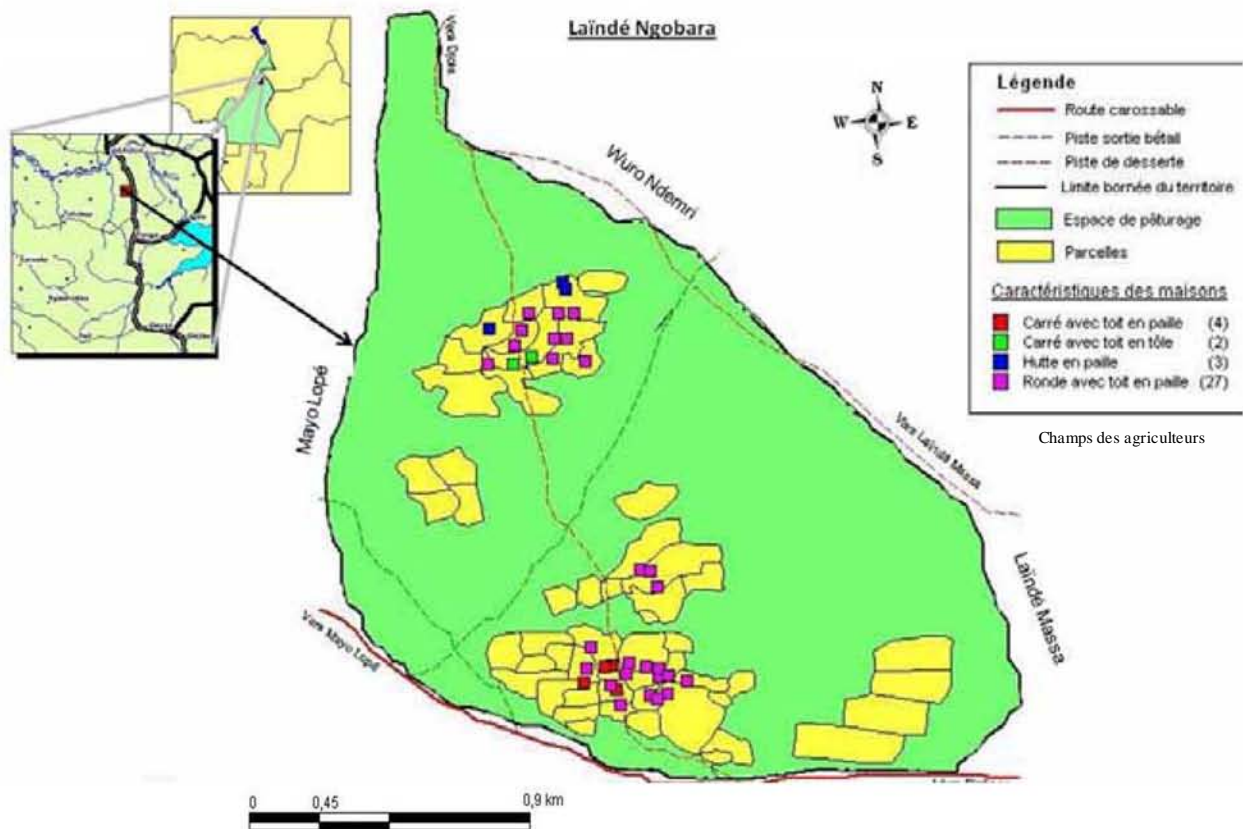 Laïndé Ngobara
N
W E
S
Wuro Ndemri
Mayo Lopé
Vers Mayo Lopé
Vers Laïndé Massa
Laïndé Massa
Légende
Route carossable
Piste sortie bétail
Piste de desserte
Limite bornée du territoire
Espace de pâturage
Parcelles
Caractéristiques des maisons
Carré avec toit en paille (4)
Carré avec toit en tôle (2)
Hutte en paille (3)
Ronde avec toit en paille (27)
Champs des agriculteurs
0 0,45 0,9 km